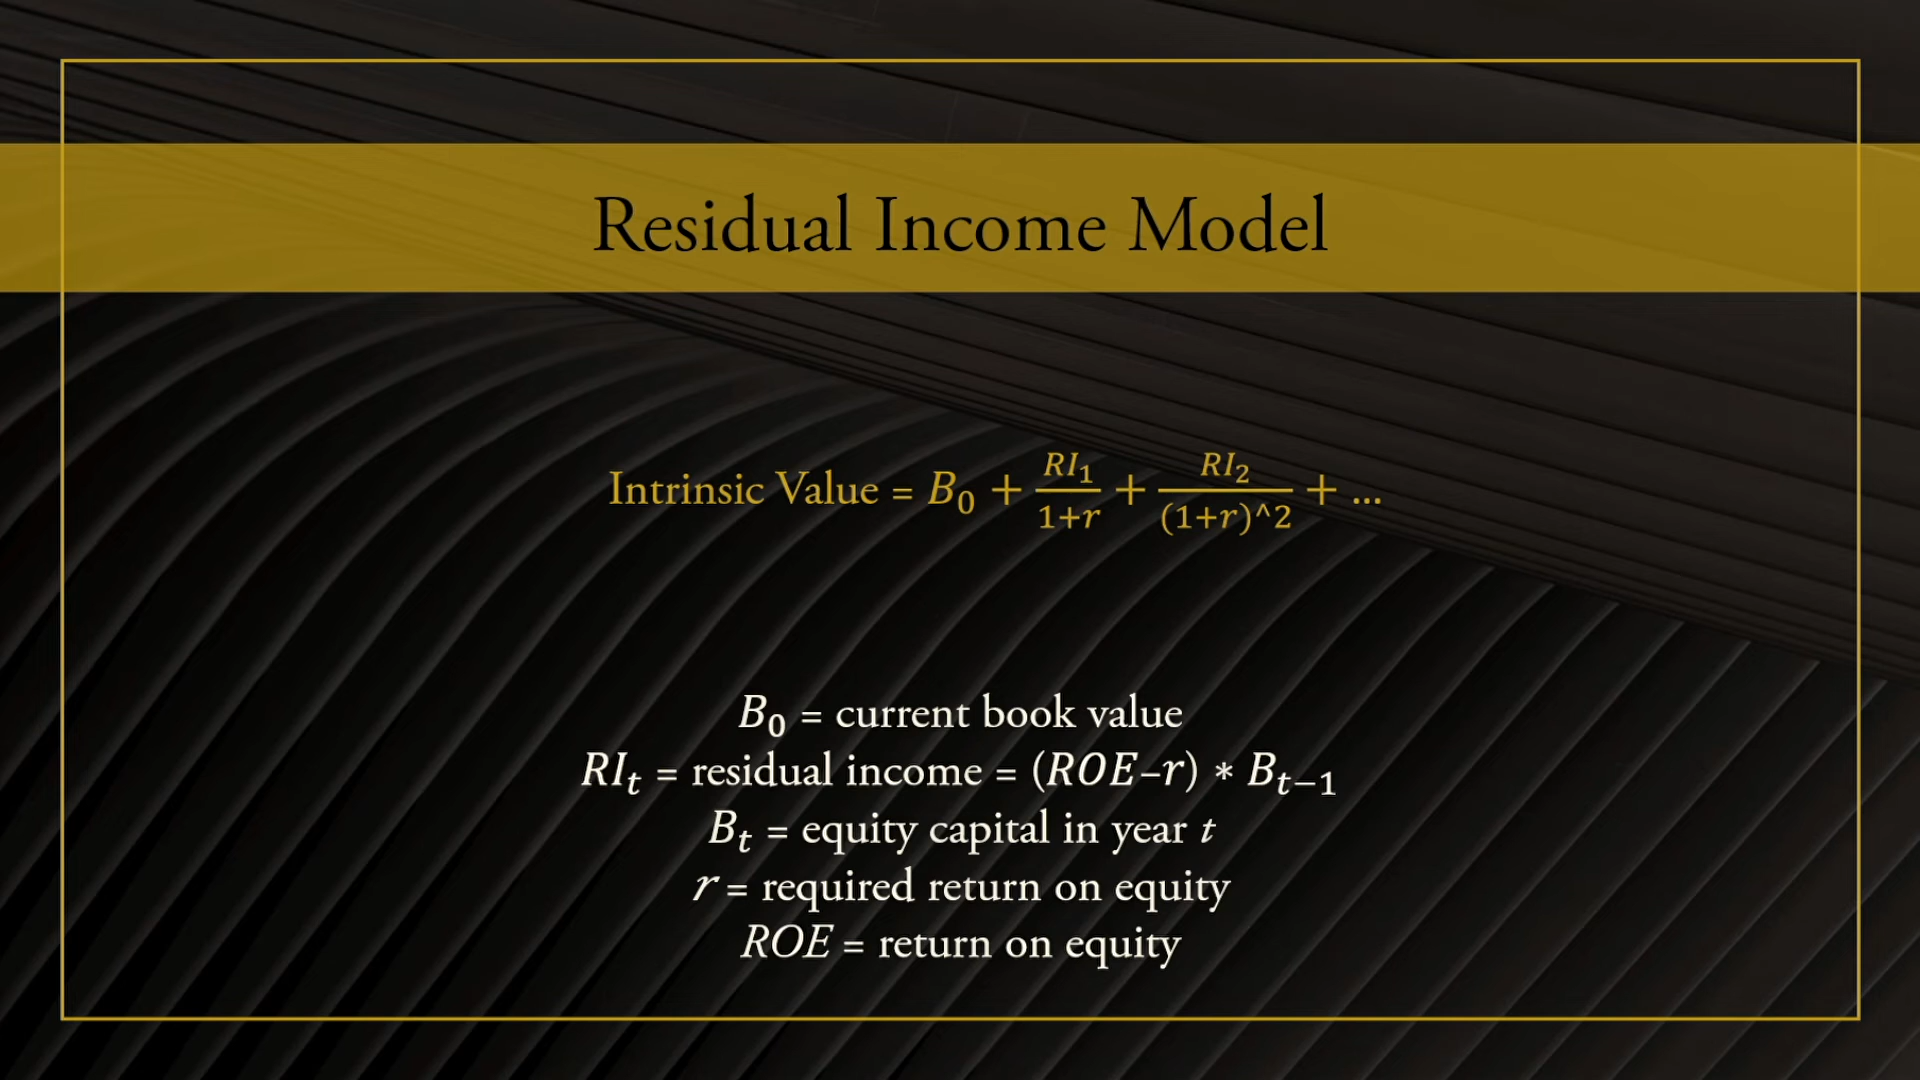 Residual Income Model
Intrinsic Value = B₀ + RI₁/1+r + RI₂/(1+r)^2 + ...
B₀ = current book value
RIₜ = residual income = (ROE–r) * Bₜ₋₁
Bₜ = equity capital in year t
r = required return on equity
ROE = return on equity